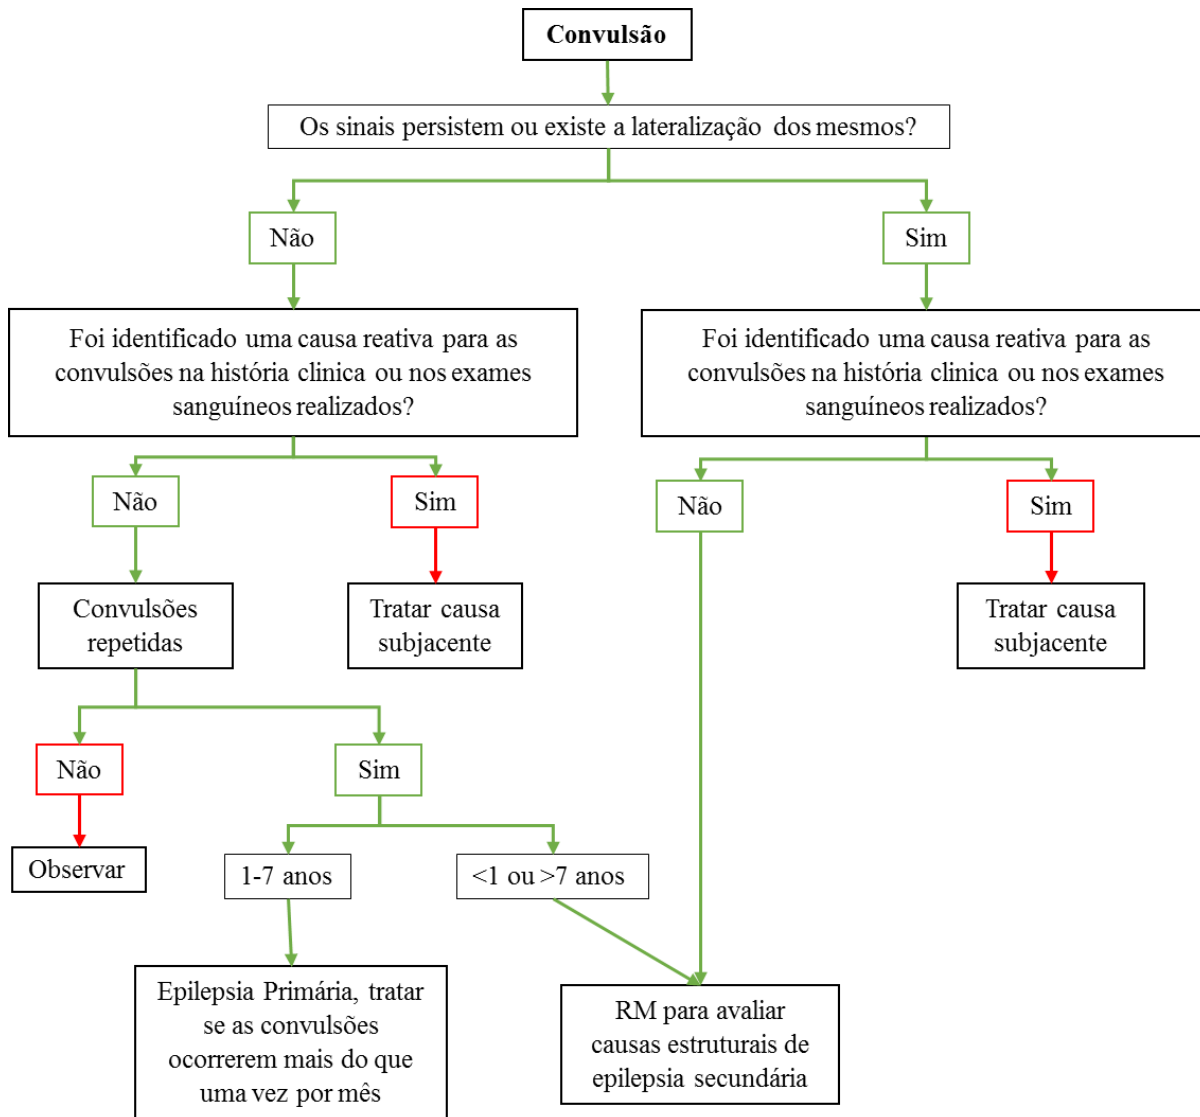 Convulsão
Os sinais persistem ou existe a lateralização dos mesmos?
Não
Sim
Foi identificado uma causa reativa para as
convulsões na história clinica ou nos exames
sanguíneos realizados?
Foi identificado uma causa reativa para as
convulsões na história clinica ou nos exames
sanguíneos realizados?
Não
Sim
Não
Sim
Convulsões
repetidas
Tratar causa
subjacente
Tratar causa
subjacente
Não
Sim
Observar
1-7 anos
<1 ou >7 anos
Epilepsia Primária, tratar
se as convulsões
ocorrerem mais do que
uma vez por mês
RM para avaliar
causas estruturais de
epilepsia secundária